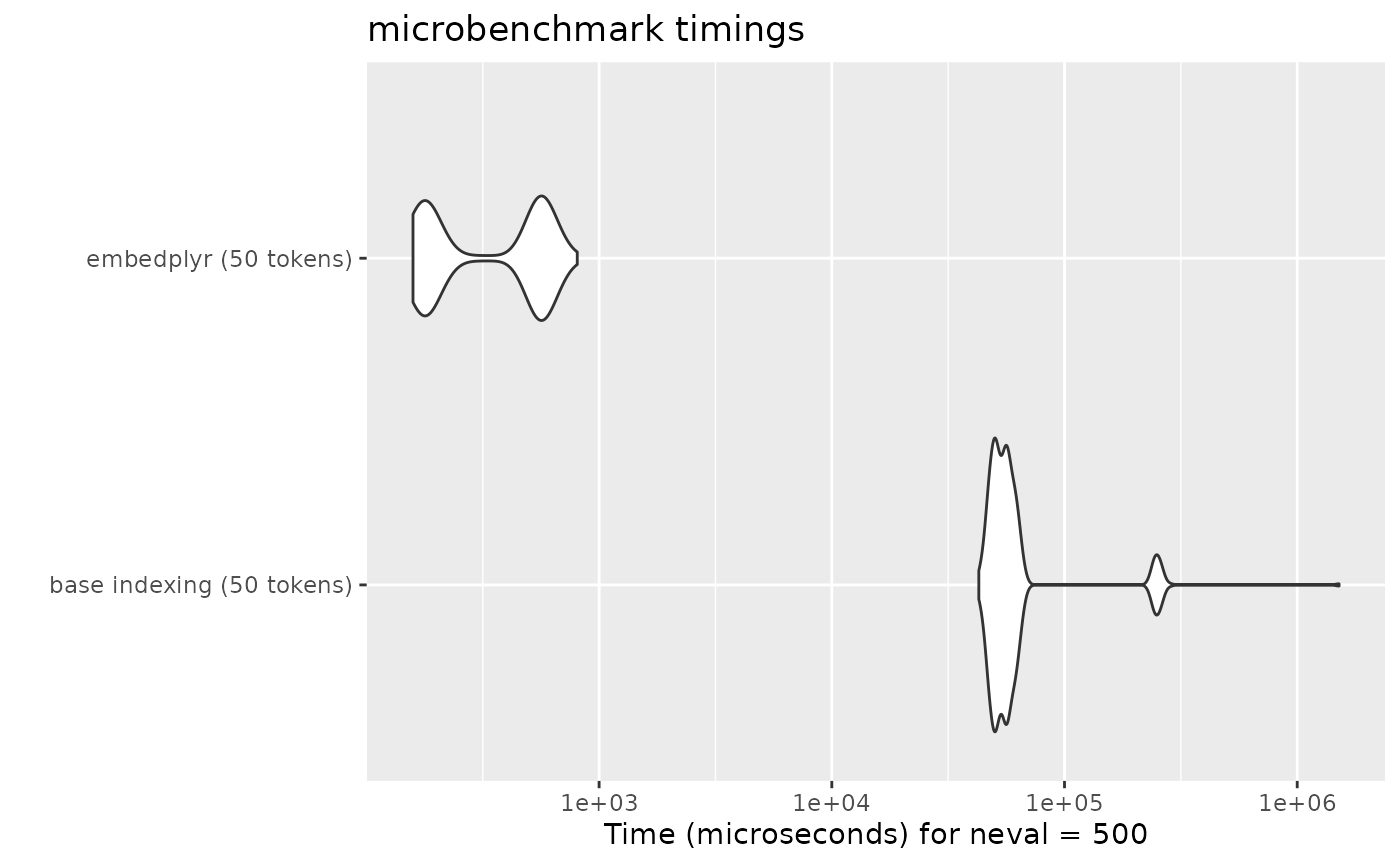 microbenchmark timings
embedplyr (50 tokens)
base indexing (50 tokens)
1e+03 1e+04 1e+05 1e+06
Time (microseconds) for neval = 500